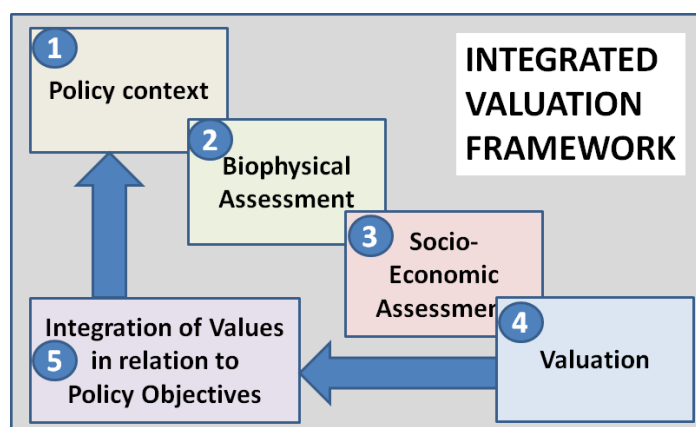 1
Policy context
INTEGRATED
VALUATION
FRAMEWORK
2
Biophysical
Assessment
3
Socio-
Economic
Assessmen
4
Valuation
5
Integration of Values
in relation to
Policy Objectives